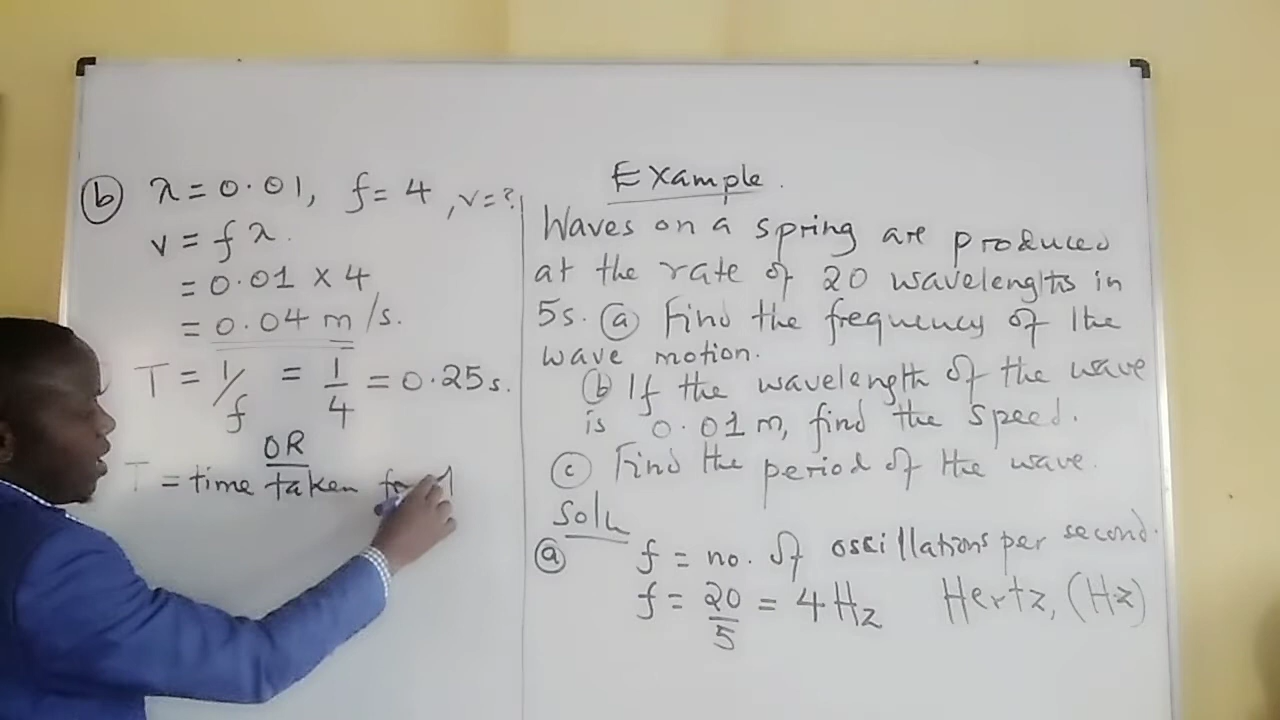 Example.
Waves on a spring are produced
at the rate of 20 wavelengths in
5s. (a) Find the frequency of the
wave motion.
(b) If the wavelength of the wave
is 0.01m, find the speed.
(c) Find the period of the wave.
Soln
(a) f = no. of oscillations per second.
f = 20/5 = 4 Hz Hertz, (Hz)
(b) λ = 0.01, f = 4, v = ?
v = f λ.
= 0.01 × 4
= 0.04 m/s.
T = 1/f = 1/4 = 0.25s.
OR
T = time taken for 1